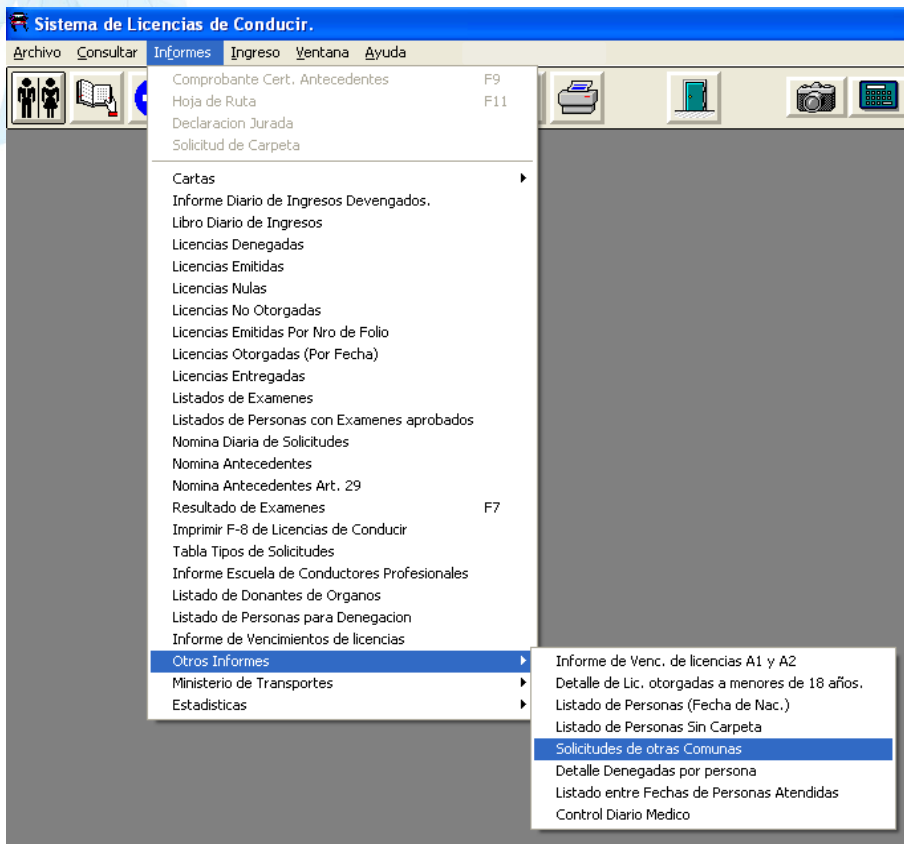 Sistema de Licencias de Conducir.
Archivo Consultar Informes Ingreso Ventana Ayuda
Comprobante Cert. Antecedentes F9
Hoja de Ruta F11
Declaracion Jurada
Solicitud de Carpeta
Cartas
Informe Diario de Ingresos Devengados.
Libro Diario de Ingresos
Licencias Denegadas
Licencias Emitidas
Licencias Nulas
Licencias No Otorgadas
Licencias Emitidas Por Nro de Folio
Licencias Otorgadas (Por Fecha)
Licencias Entregadas
Listados de Examenes
Listados de Personas con Examenes aprobados
Nomina Diaria de Solicitudes
Nomina Antecedentes
Nomina Antecedentes Art. 29
Resultado de Examenes F7
Imprimir F-8 de Licencias de Conducir
Tabla Tipos de Solicitudes
Informe Escuela de Conductores Profesionales
Listado de Donantes de Organos
Listado de Personas para Denegacion
Informe de Vencimientos de licencias
Otros Informes
Ministerio de Transportes
Estadisticas
Informe de Venc. de licencias A1 y A2
Detalle de Lic. otorgadas a menores de 18 años.
Listado de Personas (Fecha de Nac.)
Listado de Personas Sin Carpeta
Solicitudes de otras Comunas
Detalle Denegadas por persona
Listado entre Fechas de Personas Atendidas
Control Diario Medico